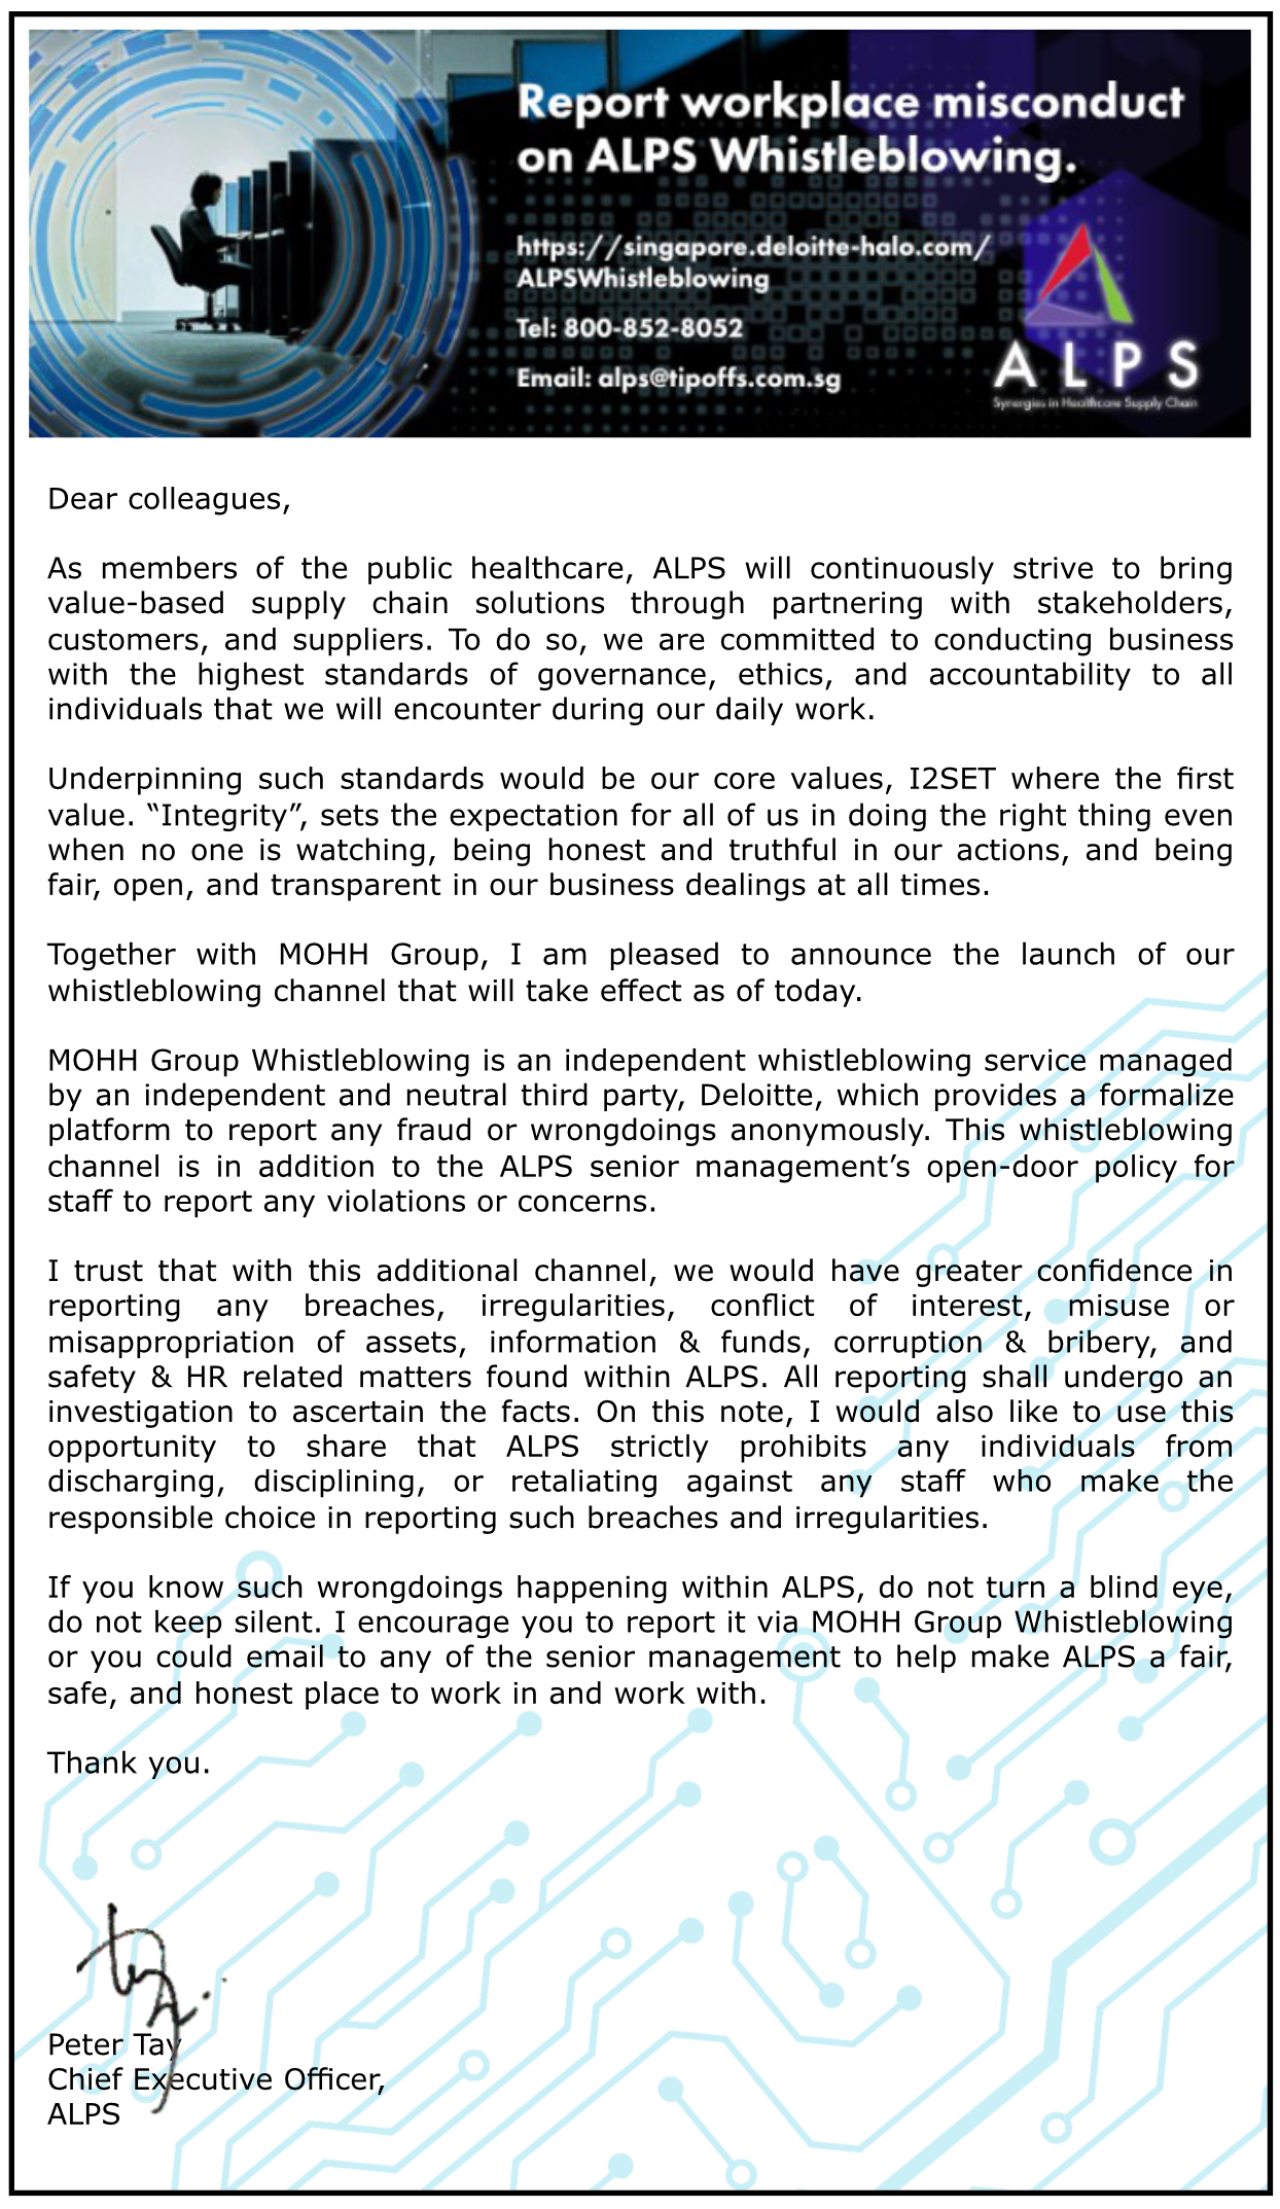 Report workplace misconduct
on ALPS Whistleblowing.
https://singapore.deloitte-halo.com/
ALPSWhistleblowing
Tel: 800-852-8052
Email: alps@tipoffs.com.sg
ALPS
Synergies in Healthcare Supply Chain
Dear colleagues,
As members of the public healthcare, ALPS will continuously strive to bring
value-based supply chain solutions through partnering with stakeholders,
customers, and suppliers. To do so, we are committed to conducting business
with the highest standards of governance, ethics, and accountability to all
individuals that we will encounter during our daily work.
Underpinning such standards would be our core values, I2SET where the first
value. “Integrity”, sets the expectation for all of us in doing the right thing even
when no one is watching, being honest and truthful in our actions, and being
fair, open, and transparent in our business dealings at all times.
Together with MOHH Group, I am pleased to announce the launch of our
whistleblowing channel that will take effect as of today.
MOHH Group Whistleblowing is an independent whistleblowing service managed
by an independent and neutral third party, Deloitte, which provides a formalize
platform to report any fraud or wrongdoings anonymously. This whistleblowing
channel is in addition to the ALPS senior management’s open-door policy for
staff to report any violations or concerns.
I trust that with this additional channel, we would have greater confidence in
reporting any breaches, irregularities, conflict of interest, misuse or
misappropriation of assets, information & funds, corruption & bribery, and
safety & HR related matters found within ALPS. All reporting shall undergo an
investigation to ascertain the facts. On this note, I would also like to use this
opportunity to share that ALPS strictly prohibits any individuals from
discharging, disciplining, or retaliating against any staff who make the
responsible choice in reporting such breaches and irregularities.
If you know such wrongdoings happening within ALPS, do not turn a blind eye,
do not keep silent. I encourage you to report it via MOHH Group Whistleblowing
or you could email to any of the senior management to help make ALPS a fair,
safe, and honest place to work in and work with.
Thank you.
Peter Tay
Chief Executive Officer,
ALPS